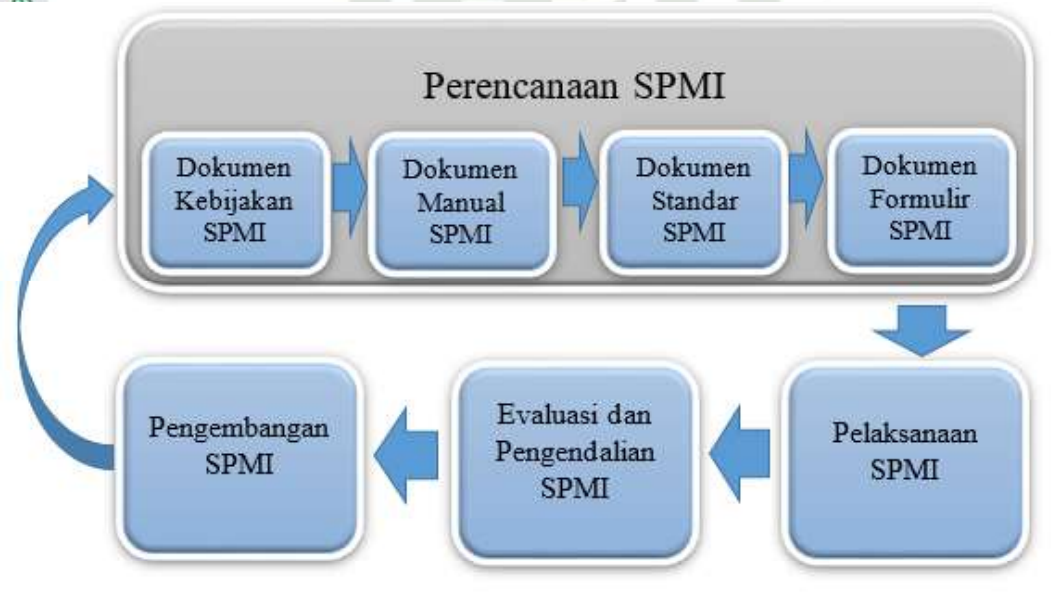 Perencanaan SPMI
Dokumen
Kebijakan
SPMI
Dokumen
Manual
SPMI
Dokumen
Standar
SPMI
Dokumen
Formulir
SPMI
Pelaksanaan
SPMI
Evaluasi dan
Pengendalian
SPMI
Pengembangan
SPMI